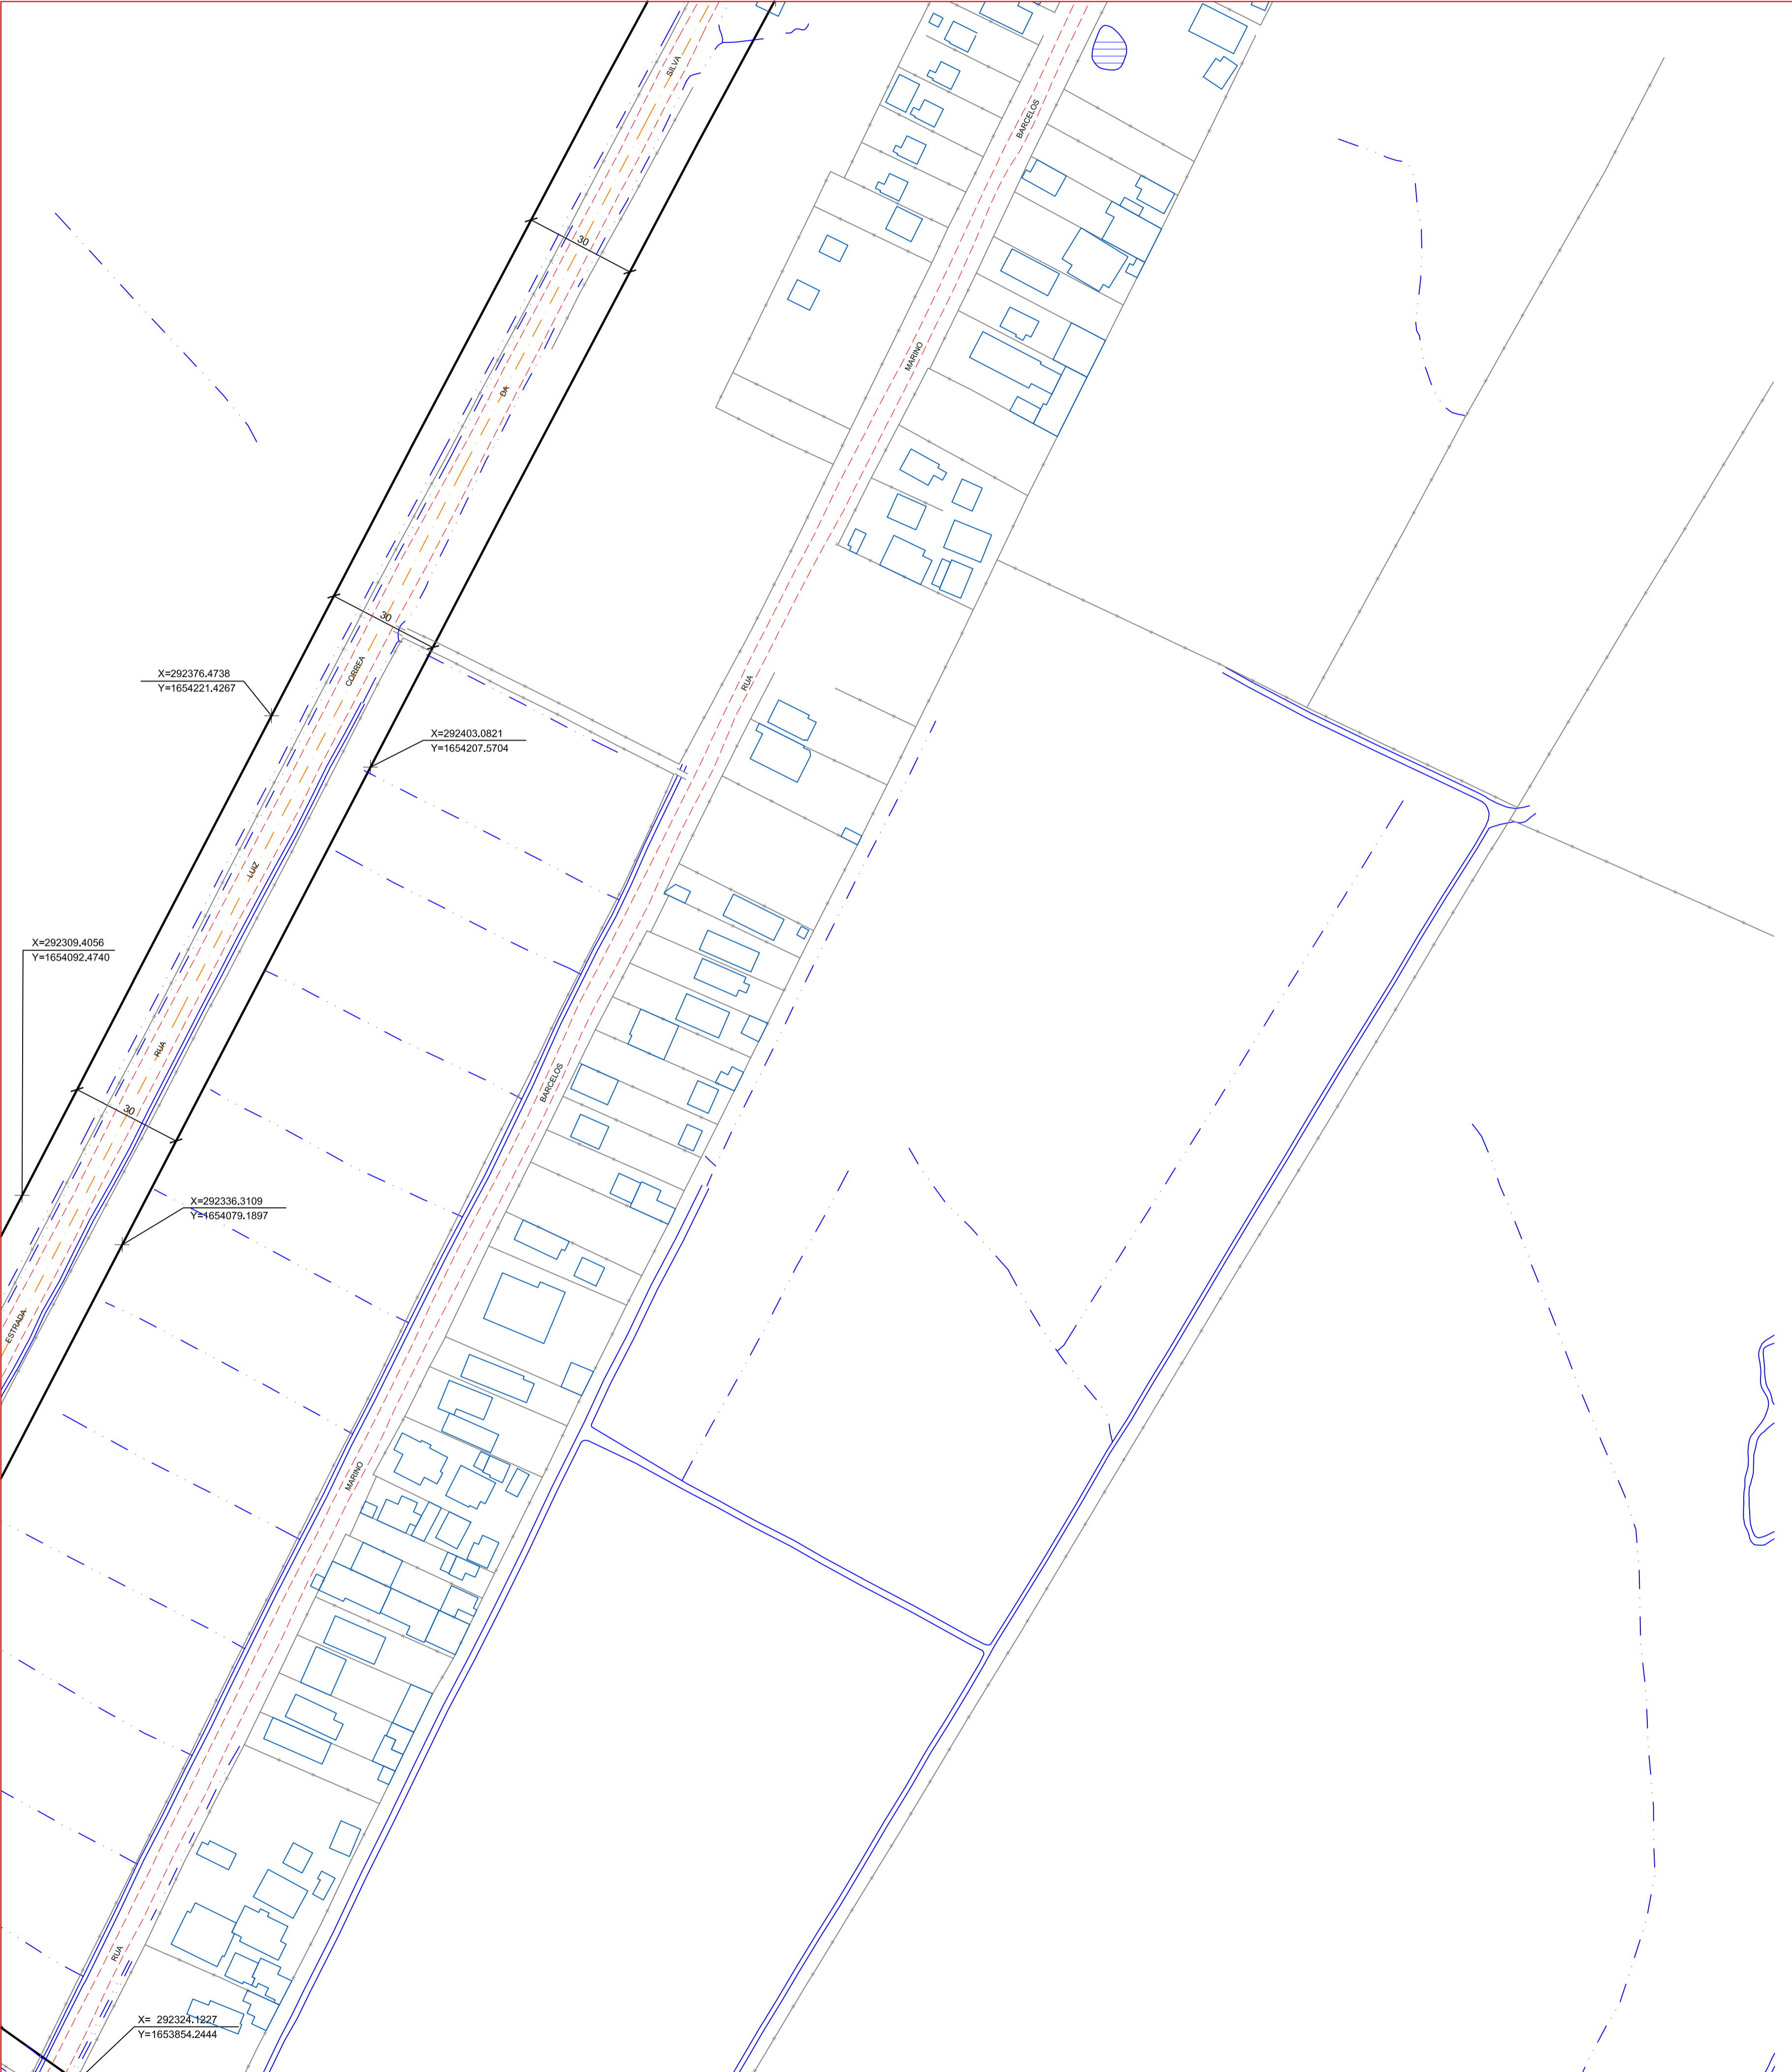 SILVA
BARCELOS
30
MARINO
DA
30
CORREA
X=292376.4738
Y=1654221.4267
RUA
X=292403.0821
Y=1654207.5704
LUIZ
X=292309.4056
Y=1654092.4740
RUA
BARCELOS
30
X=292336.3109
Y=1654079.1897
ESTRADA
MARINO
RUA
X= 292324.1227
Y=1653854.2444